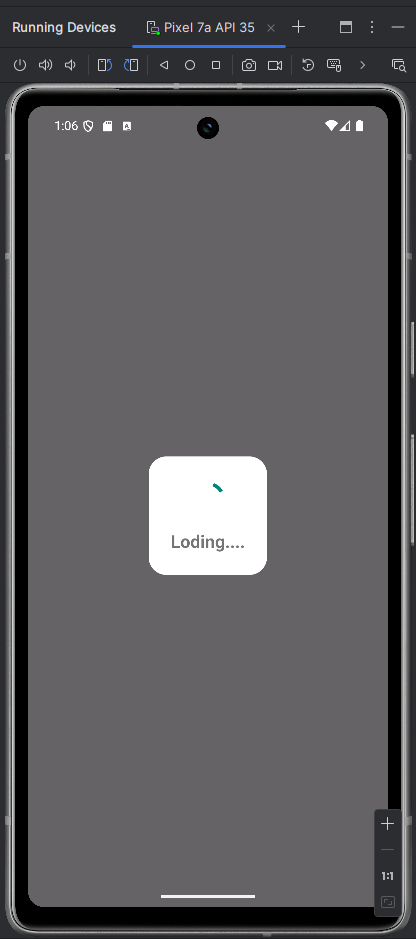 Running Devices
Pixel 7a API 35
1:06
Loding....
1:1